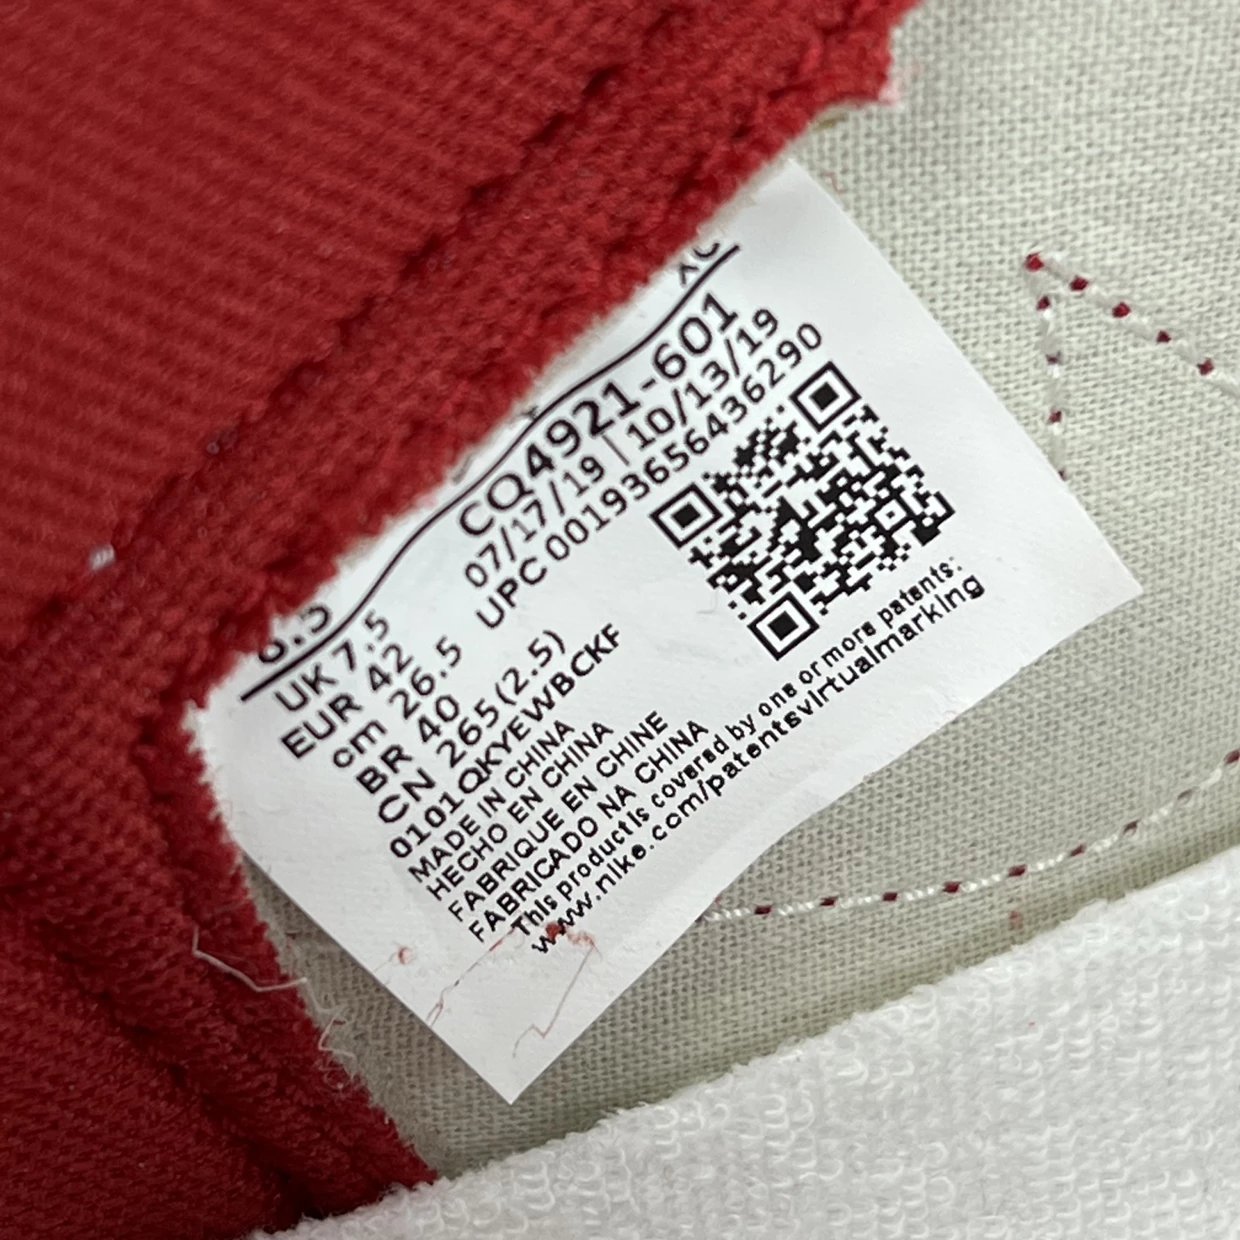 CQ4921-601
07/17/19 | 10/13/19
UPC 00193656436290
UK 7.5
EUR 42
cm 26.5
BR 40
CN 265(2.5)
0101QKYEWBCKF
MADE IN CHINA
HECHO EN CHINA
FABRIQUE EN CHINE
FABRICADO NA CHINA
This product is covered by one or more patents:
www.nike.com/patentsvirtualmarking